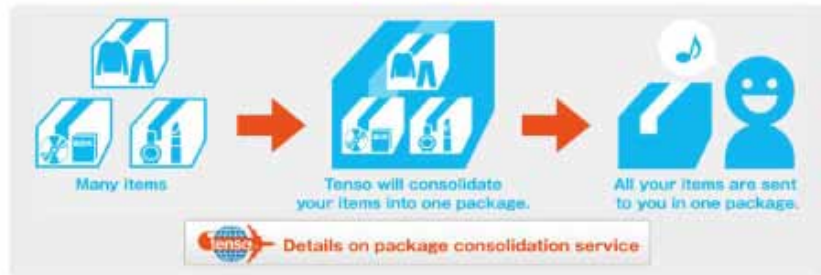 Many items
Tenso will consolidate
your items into one package.
All your items are sent
to you in one package.
tenso
Details on package consolidation service